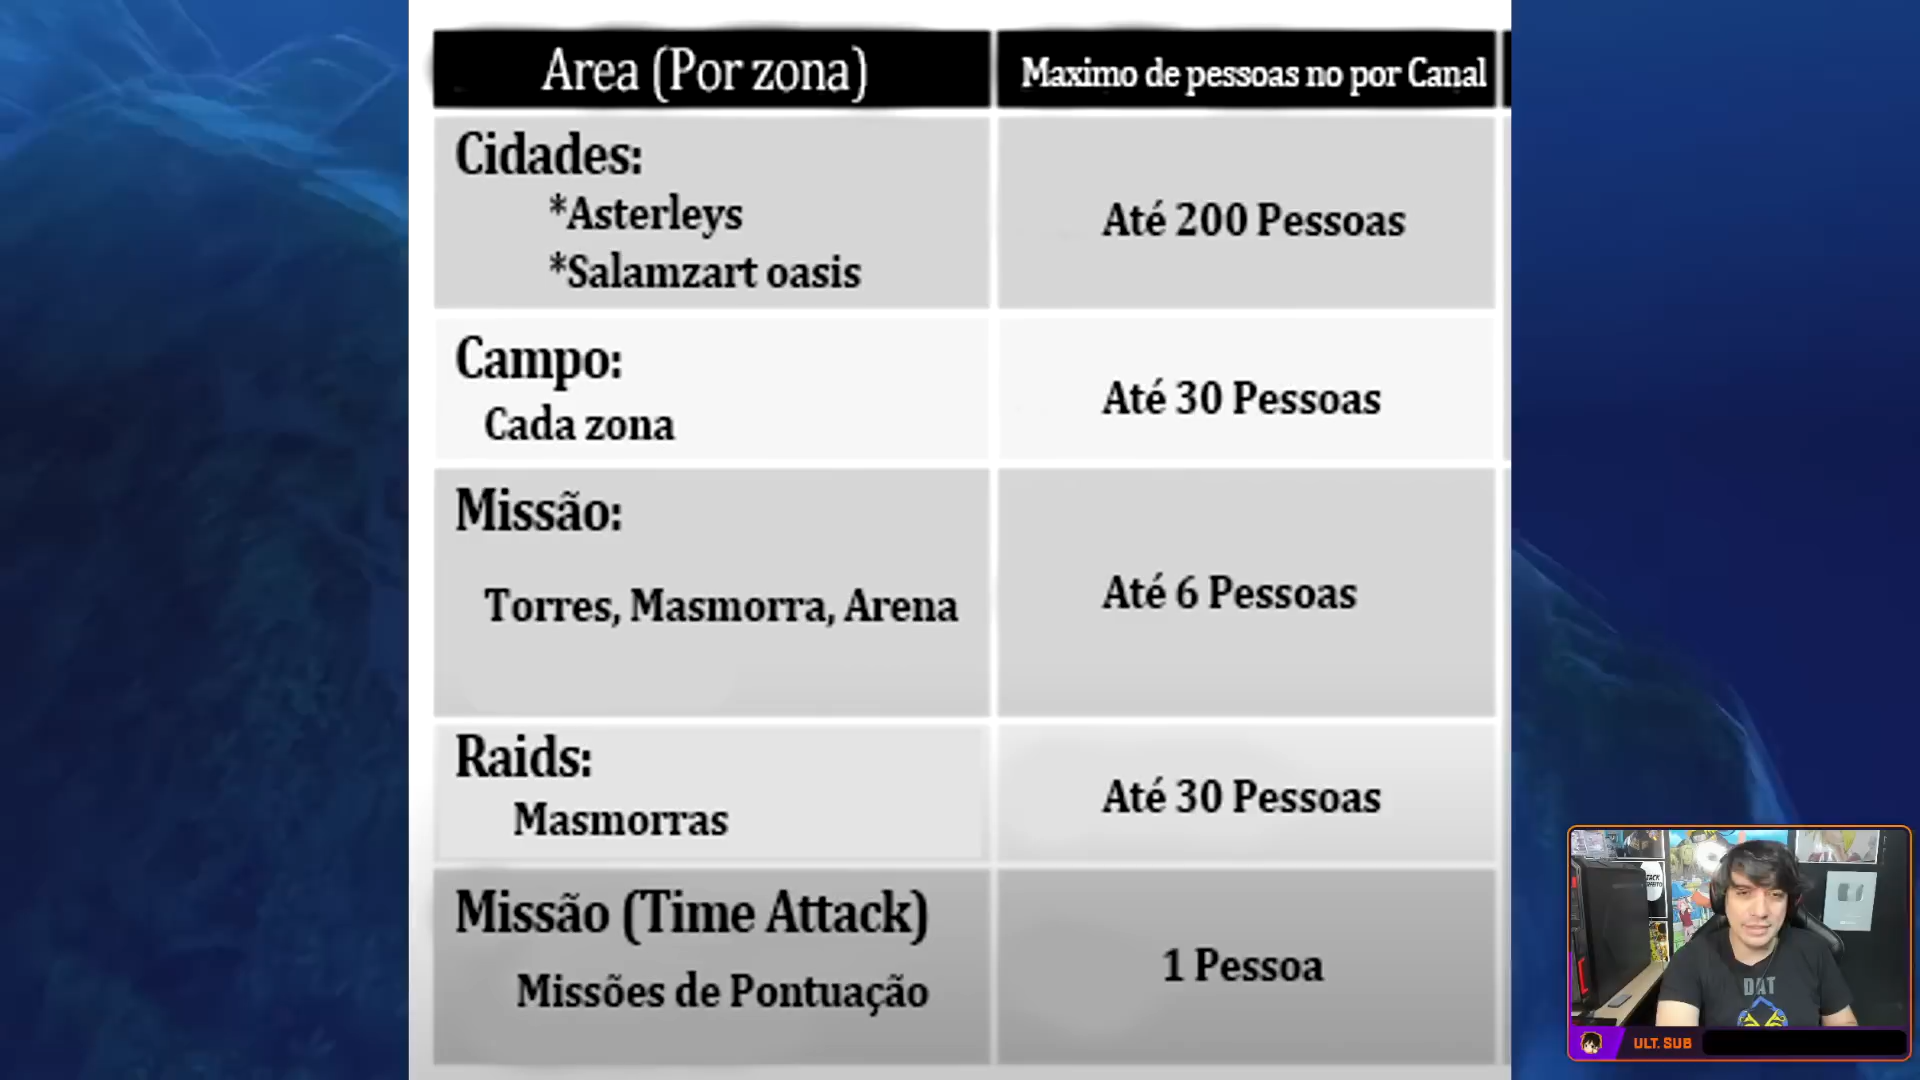 Area (Por zona)
Maximo de pessoas no por Canal
Cidades:
*Asterleys
*Salamzart oasis
Até 200 Pessoas
Campo:
Cada zona
Até 30 Pessoas
Missão:
Torres, Masmorra, Arena
Até 6 Pessoas
Raids:
Masmorras
Até 30 Pessoas
Missão (Time Attack)
Missões de Pontuação
1 Pessoa
DAT
ULT. SUB